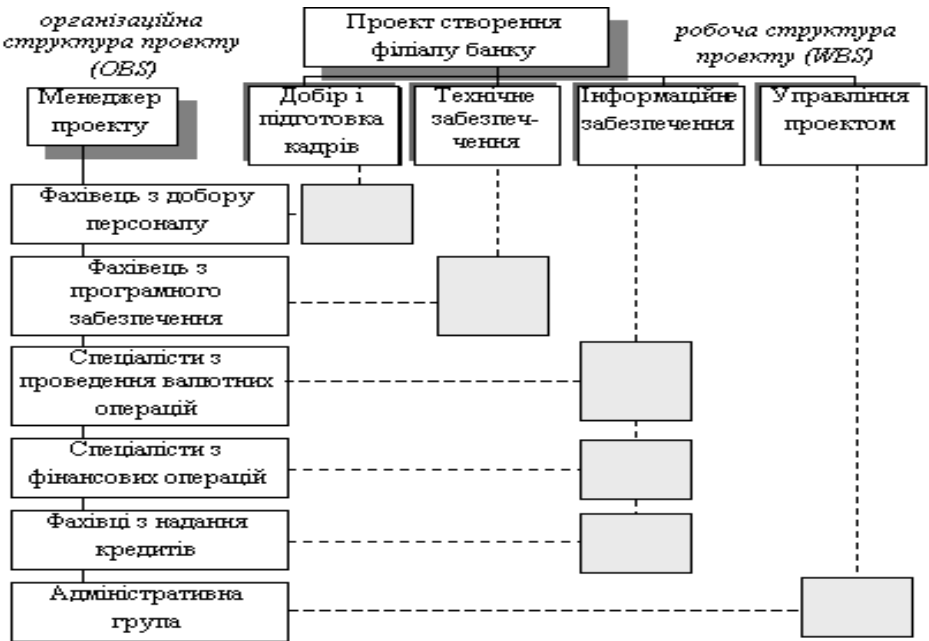 організаційна
структура проекту
(OBS)
Проект створення
філіалу банку
робоча структура
проекту (WBS)
Менеджер
проекту
Добір і
підготовка
кадрів
Технічне
забезпеч-
чення
Інформаційне
забезпечення
Управління
проектом
Фахівець з добору
персоналу
Фахівець з
програмного
забезпечення
Спеціалісти з
проведення валютних
операцій
Спеціалісти з
фінансових операцій
Фахівці з надання
кредитів
Адміністративна
група